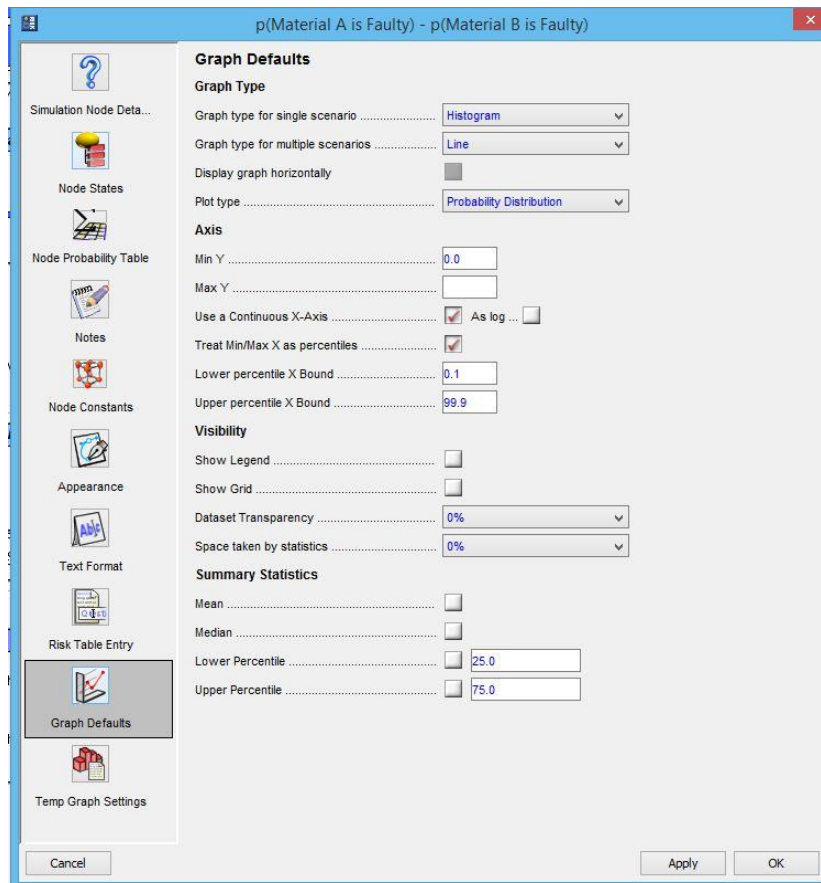 p(Material A is Faulty) - p(Material B is Faulty)
Simulation Node Deta...
Node States
Node Probability Table
Notes
Node Constants
Appearance
Text Format
Risk Table Entry
Graph Defaults
Temp Graph Settings
Graph Defaults
Graph Type
Graph type for single scenario ........................ Histogram
Graph type for multiple scenarios .................... Line
Display graph horizontally
Plot type ........................ Probability Distribution
Axis
Min Y ........................ 0.0
Max Y ........................
Use a Continuous X-Axis ........................ As log ...
Treat Min/Max X as percentiles ........................
Lower percentile X Bound ........................ 0.1
Upper percentile X Bound ........................ 99.9
Visibility
Show Legend ........................
Show Grid ........................
Dataset Transparency ........................ 0%
Space taken by statistics ........................ 0%
Summary Statistics
Mean ........................
Median ........................
Lower Percentile ........................ 25.0
Upper Percentile ........................ 75.0
Cancel
Apply
OK